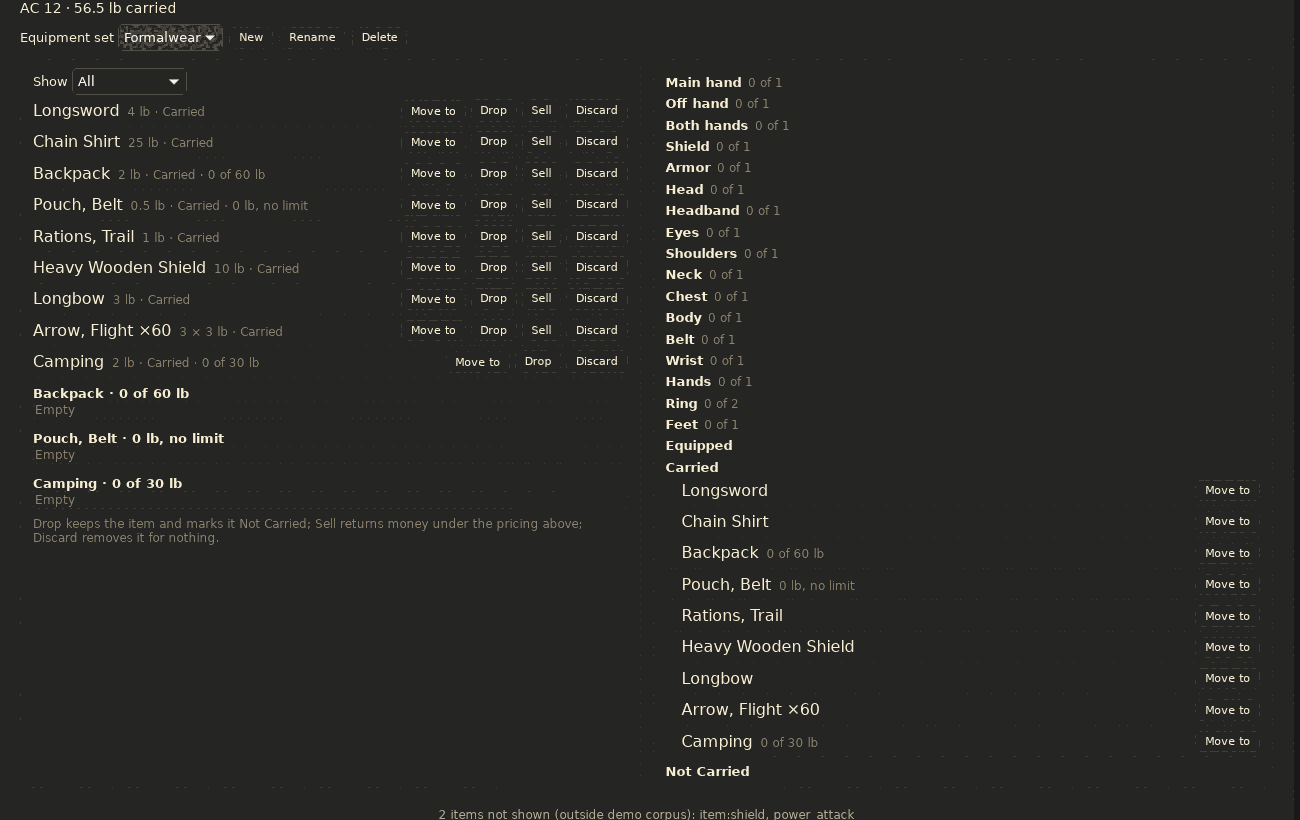 AC 12 · 56.5 lb carried
Equipment set Formalwear New Rename Delete
Show All
Longsword 4 lb · Carried Move to Drop Sell Discard
Chain Shirt 25 lb · Carried Move to Drop Sell Discard
Backpack 2 lb · Carried · 0 of 60 lb Move to Drop Sell Discard
Pouch, Belt 0.5 lb · Carried · 0 lb, no limit Move to Drop Sell Discard
Rations, Trail 1 lb · Carried Move to Drop Sell Discard
Heavy Wooden Shield 10 lb · Carried Move to Drop Sell Discard
Longbow 3 lb · Carried Move to Drop Sell Discard
Arrow, Flight ×60 3 × 3 lb · Carried Move to Drop Sell Discard
Camping 2 lb · Carried · 0 of 30 lb Move to Drop Discard
Backpack · 0 of 60 lb
Empty
Pouch, Belt · 0 lb, no limit
Empty
Camping · 0 of 30 lb
Empty
Drop keeps the item and marks it Not Carried; Sell returns money under the pricing above;
Discard removes it for nothing.
Main hand 0 of 1
Off hand 0 of 1
Both hands 0 of 1
Shield 0 of 1
Armor 0 of 1
Head 0 of 1
Headband 0 of 1
Eyes 0 of 1
Shoulders 0 of 1
Neck 0 of 1
Chest 0 of 1
Body 0 of 1
Belt 0 of 1
Wrist 0 of 1
Hands 0 of 1
Ring 0 of 2
Feet 0 of 1
Equipped
Carried
Longsword Move to
Chain Shirt Move to
Backpack 0 of 60 lb Move to
Pouch, Belt 0 lb, no limit Move to
Rations, Trail Move to
Heavy Wooden Shield Move to
Longbow Move to
Arrow, Flight ×60 Move to
Camping 0 of 30 lb Move to
Not Carried
2 items not shown (outside demo corpus): item:shield, power_attack